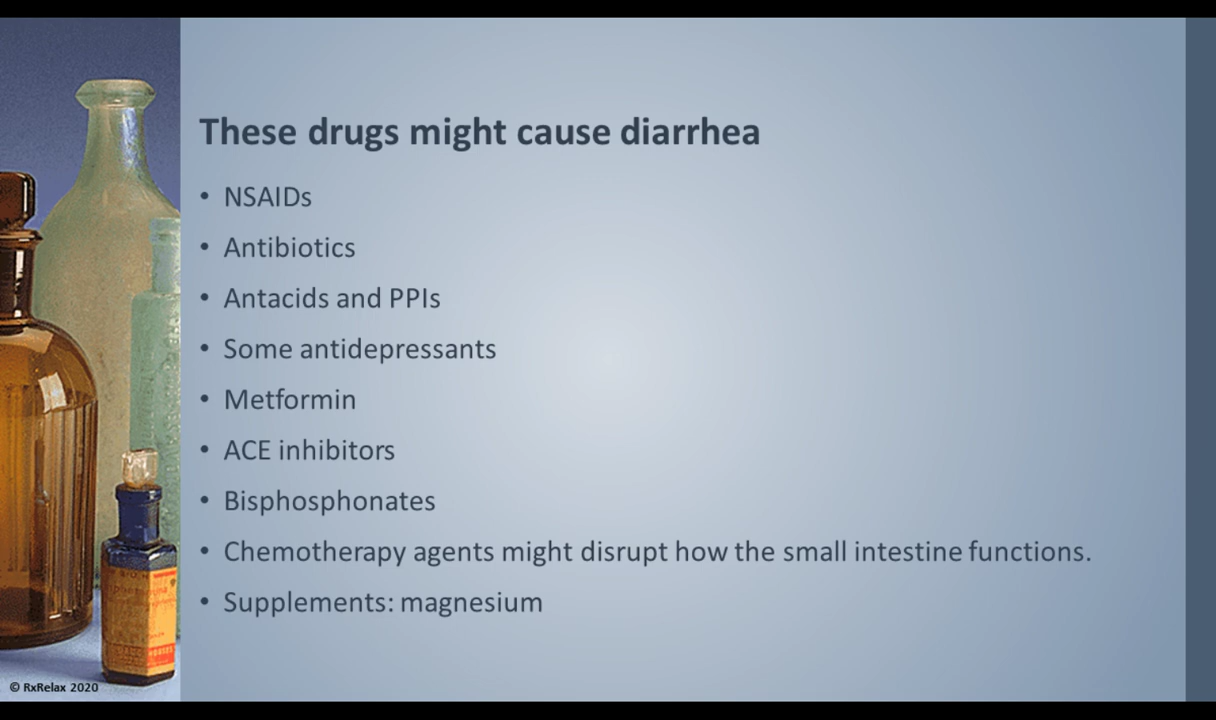 These drugs might cause diarrhea
• NSAIDs
• Antibiotics
• Antacids and PPIs
• Some antidepressants
• Metformin
• ACE inhibitors
• Bisphosphonates
• Chemotherapy agents might disrupt how the small intestine functions.
• Supplements: magnesium
© RxRelax 2020